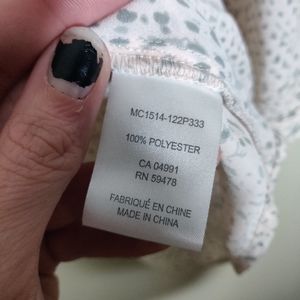 MC1514-122P333
100% POLYESTER
CA 04991
RN 59478
FABRIQUÉ EN CHINE
MADE IN CHINA